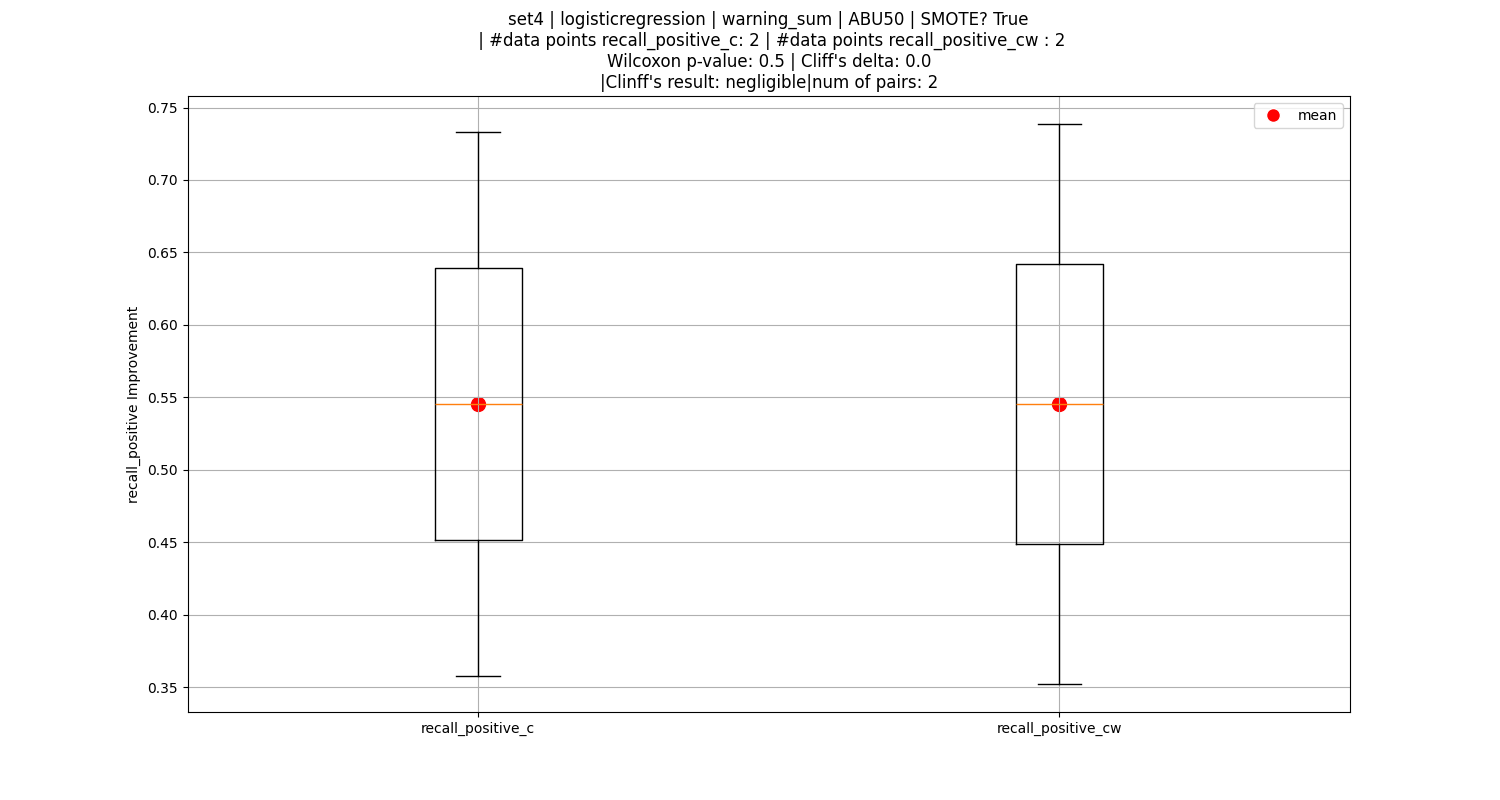 set4 | logisticregression | warning_sum | ABU50 | SMOTE? True
| #data points recall_positive_c: 2 | #data points recall_positive_cw : 2
Wilcoxon p-value: 0.5 | Cliff's delta: 0.0
|Clinff's result: negligible|num of pairs: 2
mean
recall_positive Improvement
0.75
0.70
0.65
0.60
0.55
0.50
0.45
0.40
0.35
recall_positive_c
recall_positive_cw